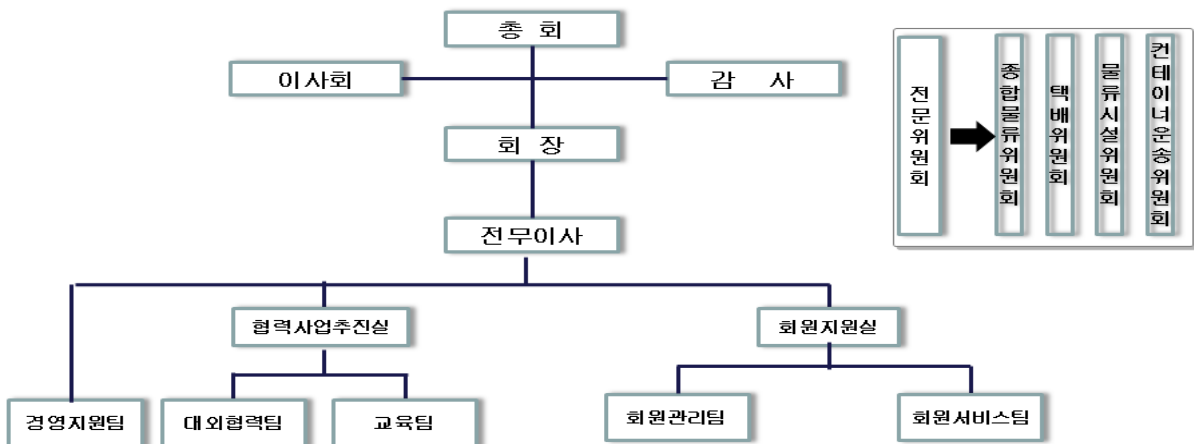 총 회
이사회
감 사
회 장
전무이사
협력사업추진실
회원지원실
경영지원팀
대외협력팀
교육팀
회원관리팀
회원서비스팀
전문위원회
종합물류위원회
택배위원회
물류시설위원회
컨테이너운송위원회